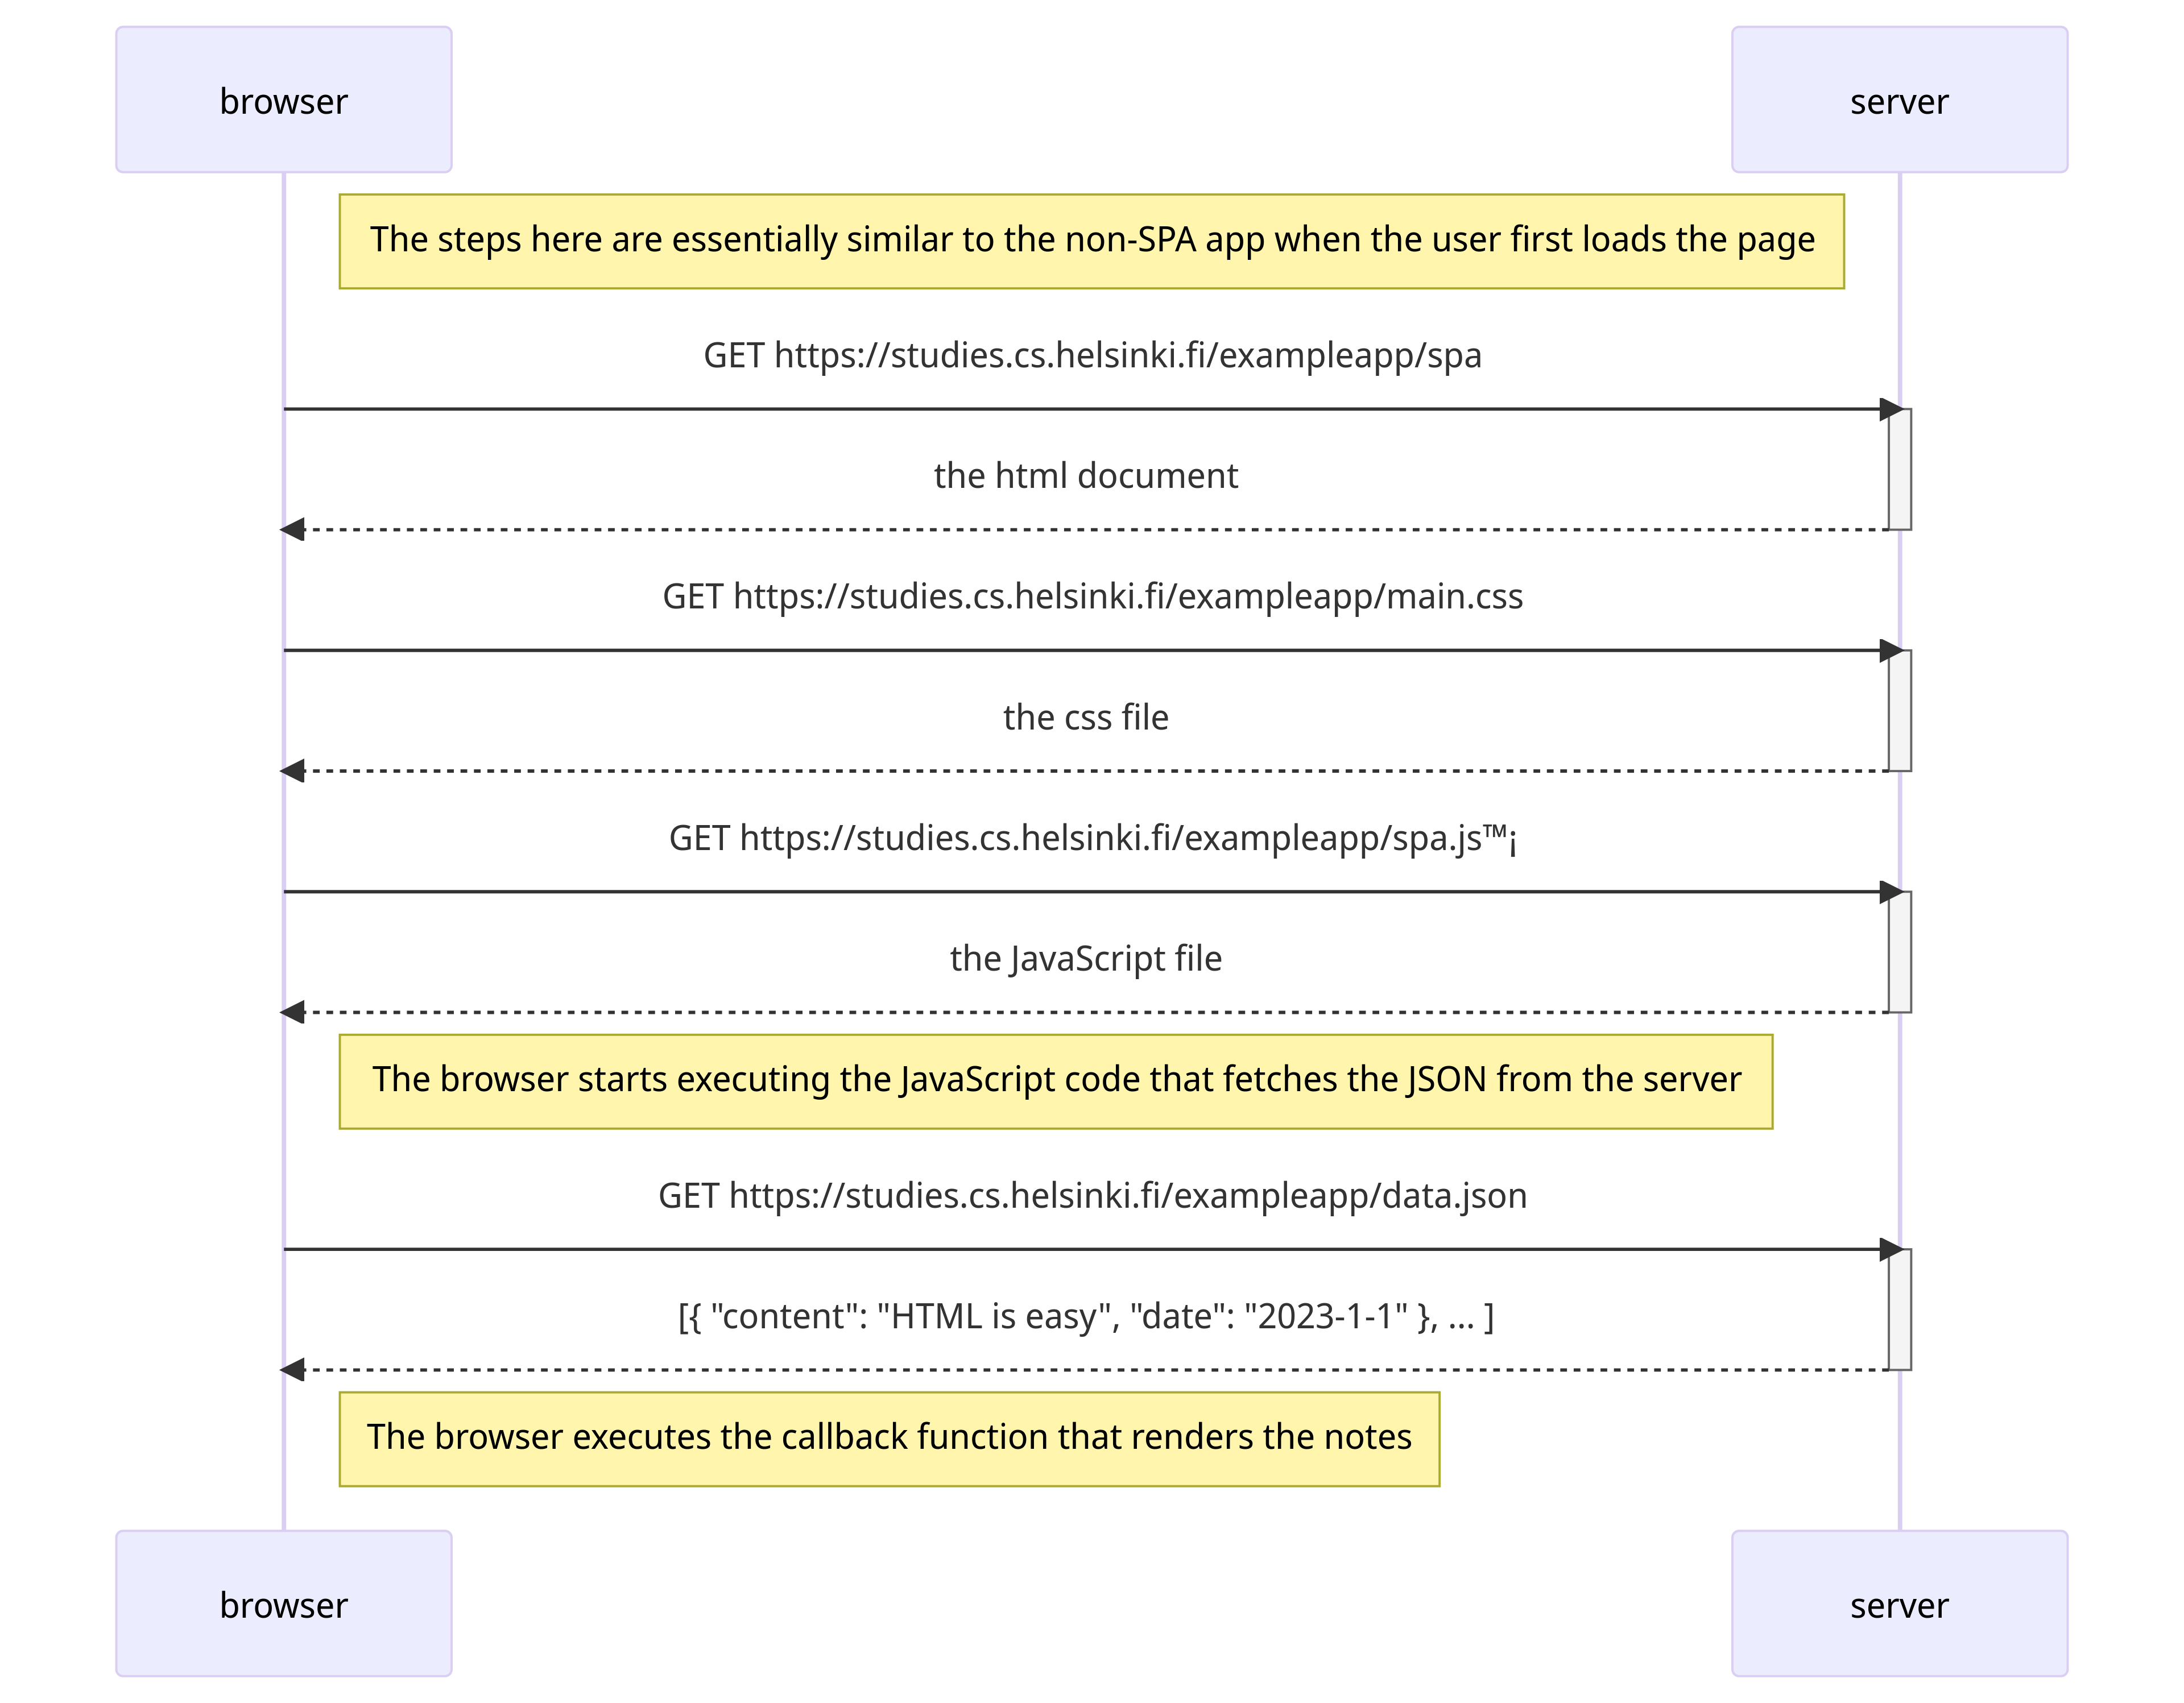 browser
server
The steps here are essentially similar to the non-SPA app when the user first loads the page
GET https://studies.cs.helsinki.fi/exampleapp/spa
the html document
GET https://studies.cs.helsinki.fi/exampleapp/main.css
the css file
GET https://studies.cs.helsinki.fi/exampleapp/spa.js™¡
the JavaScript file
The browser starts executing the JavaScript code that fetches the JSON from the server
GET https://studies.cs.helsinki.fi/exampleapp/data.json
[{ "content": "HTML is easy", "date": "2023-1-1" }, ... ]
The browser executes the callback function that renders the notes
browser
server